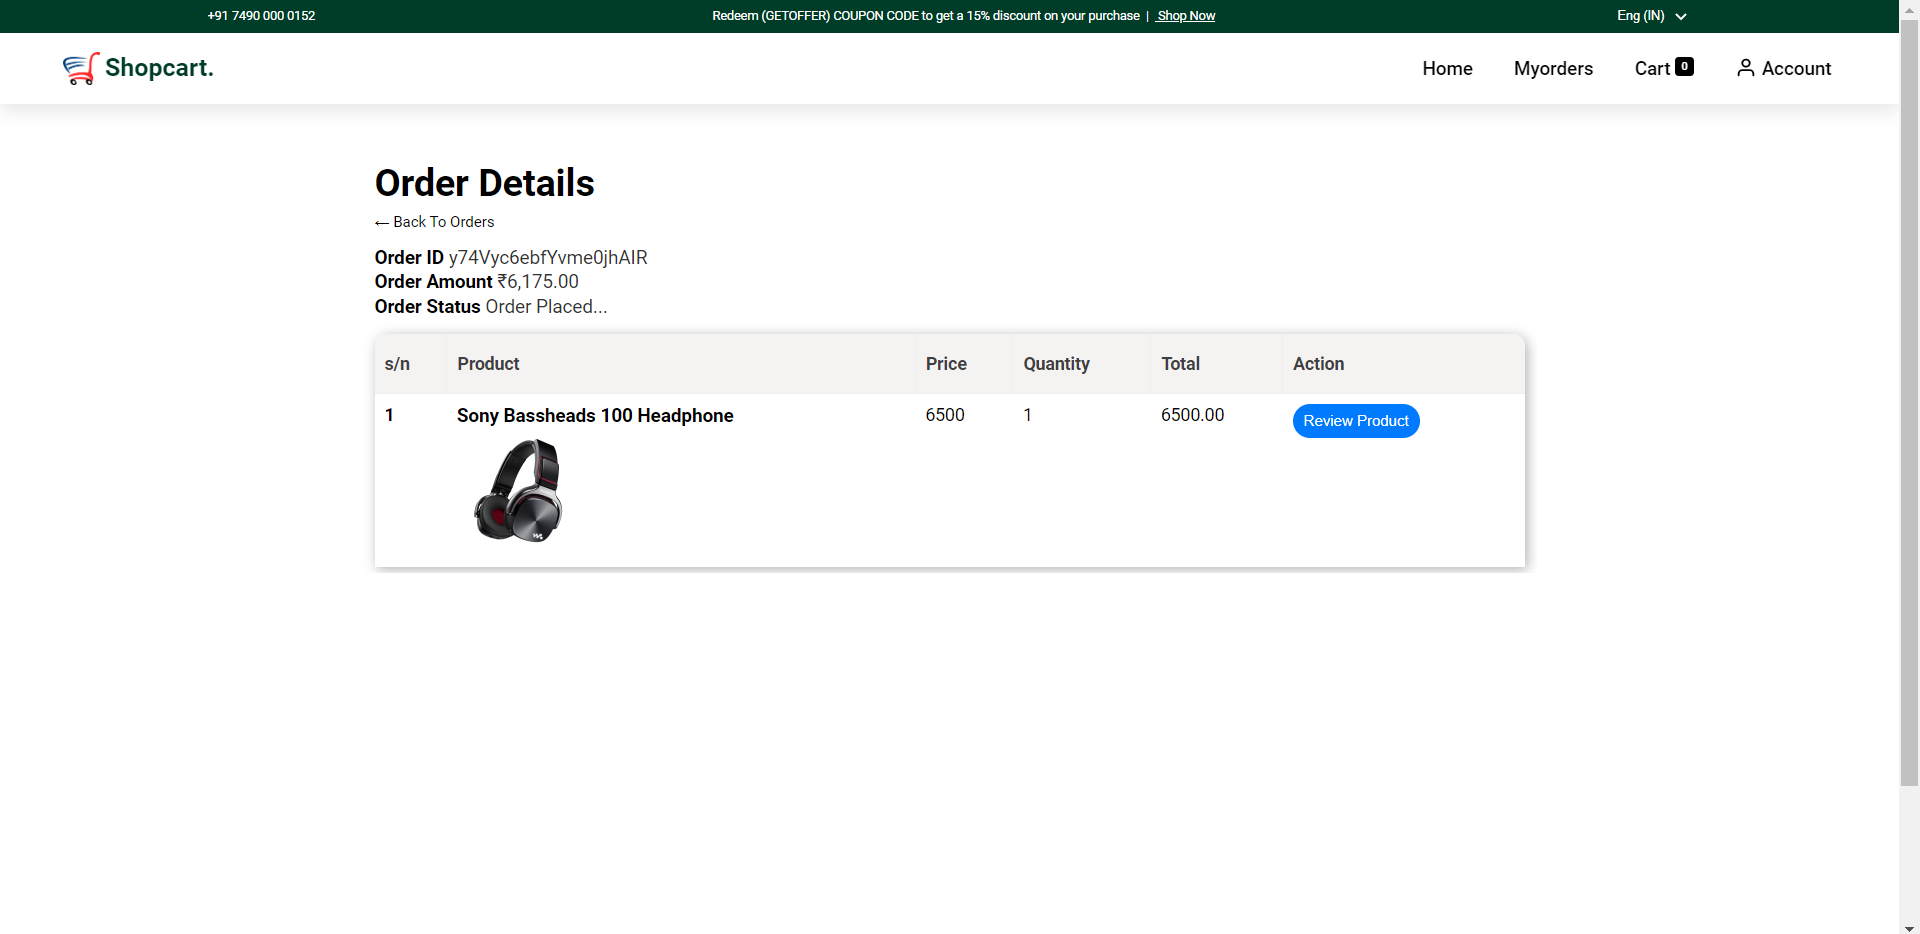 +91 7490 000 0152
Redeem (GETOFFER) COUPON CODE to get a 15% discount on your purchase | Shop Now
Eng (IN)
Shopcart.
Home
Myorders
Cart 0
Account
Order Details
← Back To Orders
Order ID y74Vyc6ebfYvme0jhAIR
Order Amount ₹6,175.00
Order Status Order Placed...
s/n Product Price Quantity Total Action
1 Sony Bassheads 100 Headphone 6500 1 6500.00 Review Product